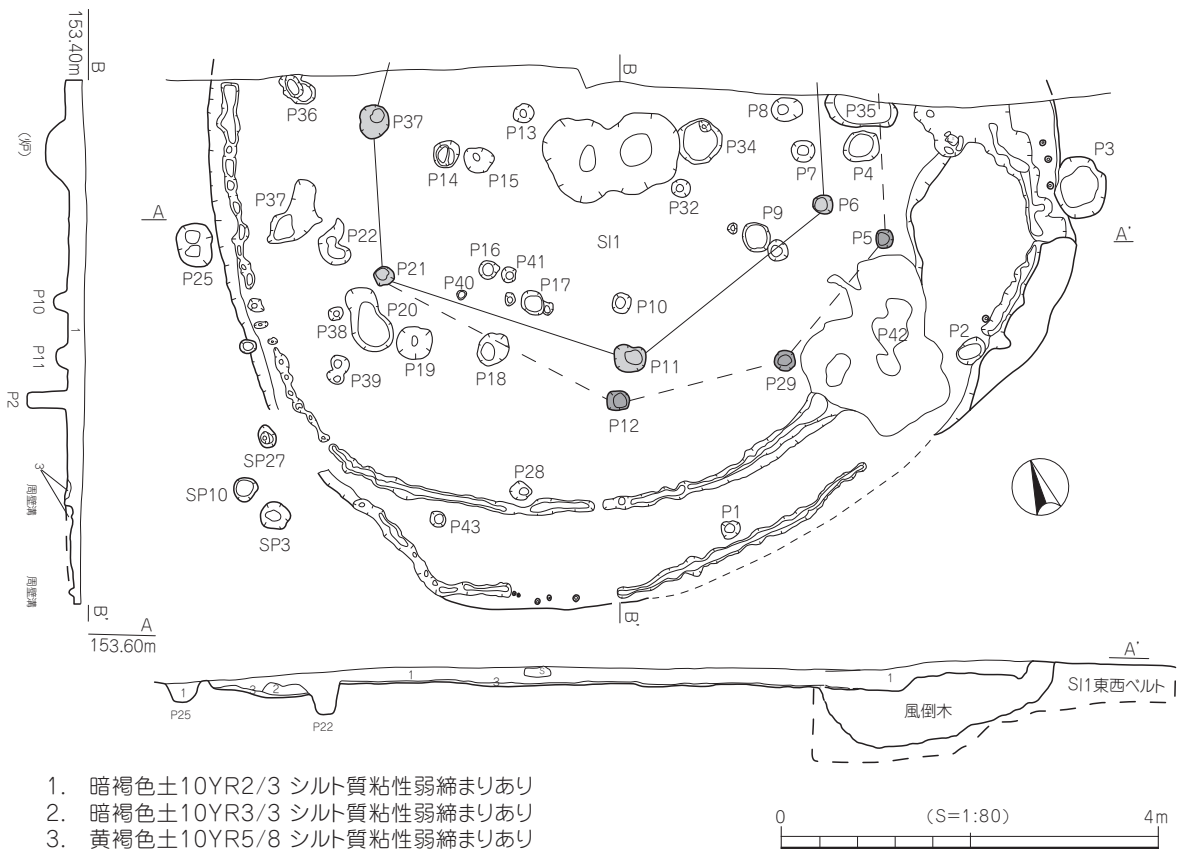 153.40m
B
B
P36
P37
P13
P8
P35
P34
P3
P14
P15
P7
P4
P32
P37
P6
A
P22
P9
P5
A'
SI1
P25
P21
P16
P41
P40
P17
P10
P20
P38
P42
P2
P19
P18
P11
P39
P29
P12
SP27
P28
SP10
SP3
P43
P1
B'
(炉)
P10
1
P11
P2
3
周壁溝
周壁溝
B'
A
153.60m
A'
1
3
2
1
3
S
1
P25
P22
風倒木
SI1東西ベルト
1. 暗褐色土10YR2/3 シルト質粘性弱締まりあり
2. 暗褐色土10YR3/3 シルト質粘性弱締まりあり
3. 黄褐色土10YR5/8 シルト質粘性弱締まりあり
0 (S=1:80) 4m